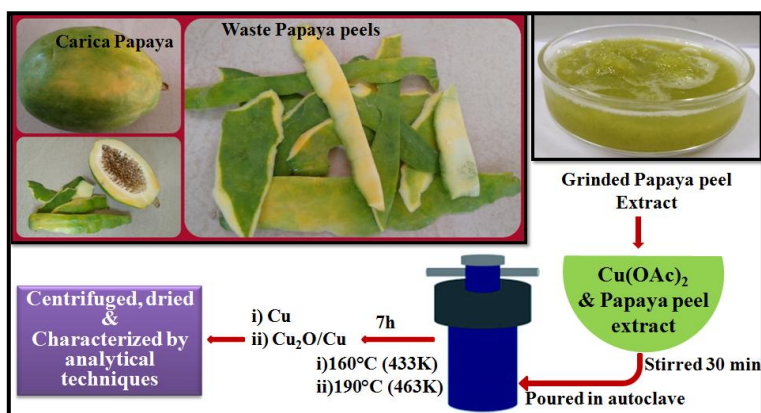 Carica Papaya
Waste Papaya peels
Grinded Papaya peel
Extract
Cu(OAc)₂
& Papaya peel
extract
Stirred 30 min
Poured in autoclave
7h
i)160°C (433K)
ii)190°C (463K)
i) Cu
ii) Cu₂O/Cu
Centrifuged, dried
&
Characterized by
analytical
techniques